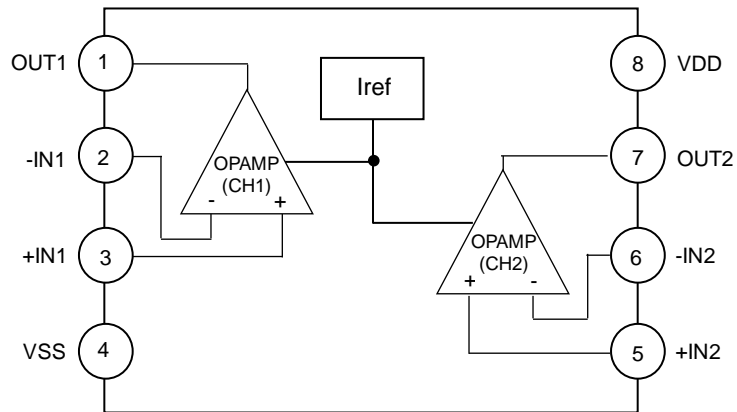 OUT1
1
-IN1
2
+IN1
3
VSS
4
OPAMP
(CH1)
-
+
Iref
OPAMP
(CH2)
+
-
8
VDD
7
OUT2
6
-IN2
5
+IN2